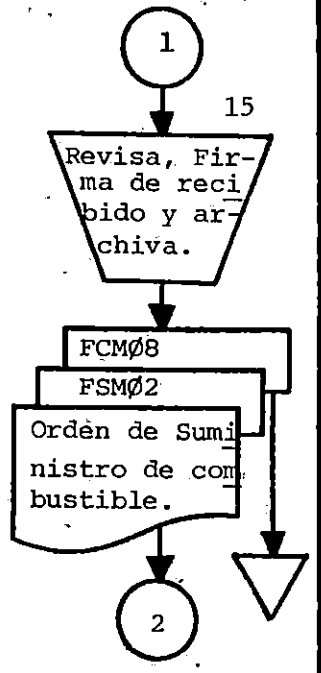 1
15
Revisa, Fir-
ma de reci
bido y ar-
chiva.
FCMØ8
FSMØ2
Orden de Sumi
nistro de com
bustible.
2